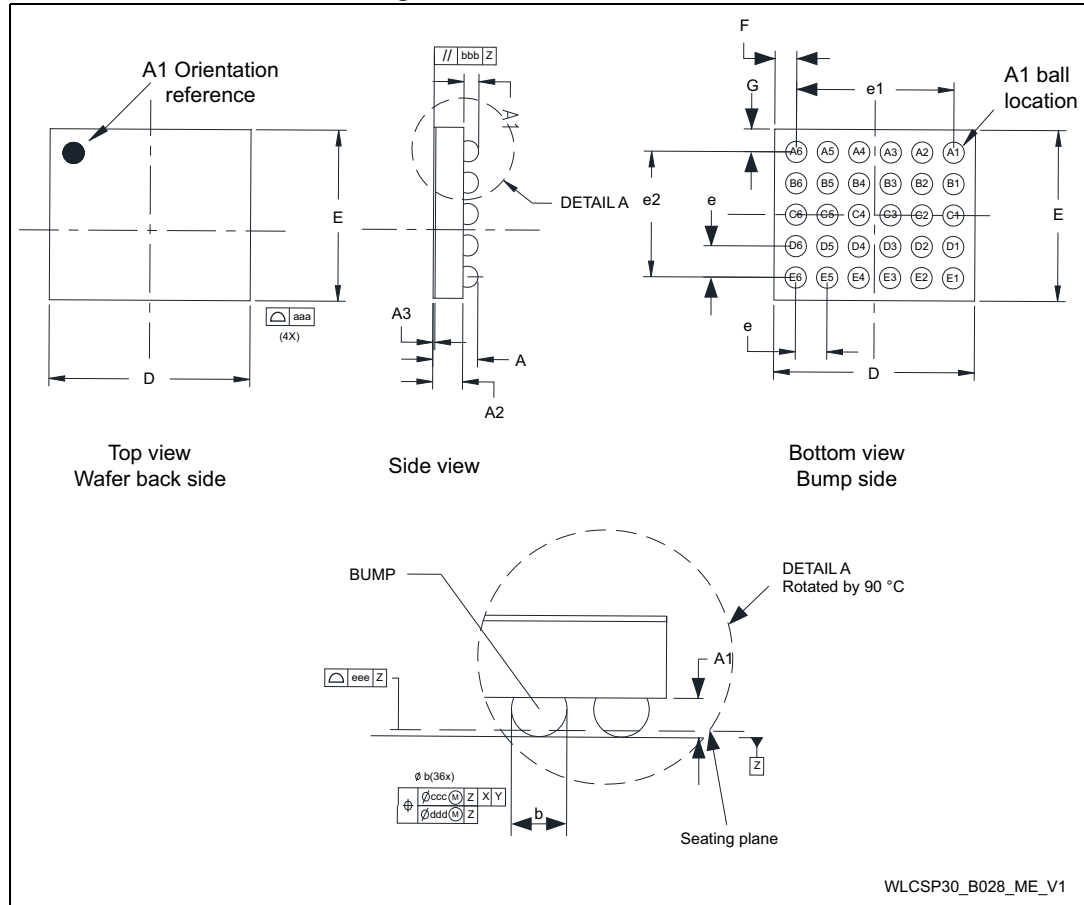 // bbb Z
F
A1 Orientation
reference
A1
G
e1
A1 ball
location
A6 A5 A4 A3 A2 A1
B6 B5 B4 B3 B2 B1
C6 C5 C4 C3 C2 C1
D6 D5 D4 D3 D2 D1
E6 E5 E4 E3 E2 E1
E
DETAIL A
e2
e
E
A3
aaa
(4X)
A
e
D
A2
D
Top view
Wafer back side
Side view
Bottom view
Bump side
BUMP
DETAIL A
Rotated by 90 °C
A1
eee Z
Z
Ø b(36x)
Øccc Ⓜ Z X Y
Øddd Ⓜ Z
b
Seating plane
WLCSP30_B028_ME_V1